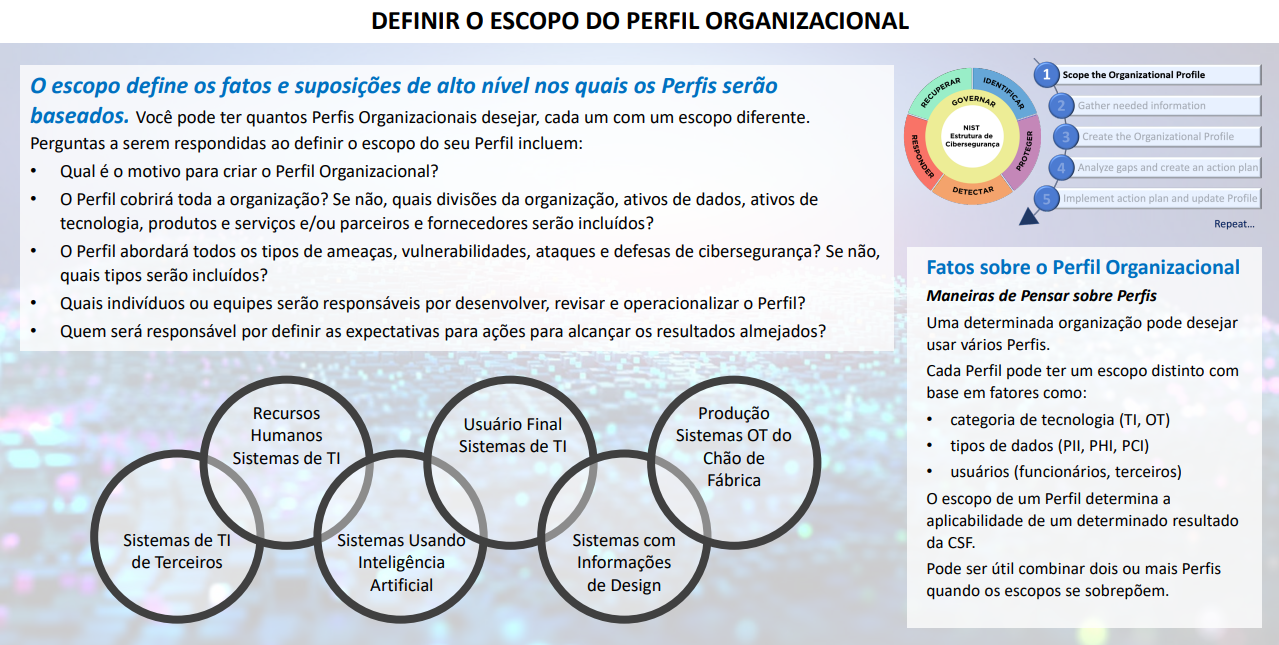 DEFINIR O ESCOPO DO PERFIL ORGANIZACIONAL
O escopo define os fatos e suposições de alto nível nos quais os Perfis serão
baseados. Você pode ter quantos Perfis Organizacionais desejar, cada um com um escopo diferente.
Perguntas a serem respondidas ao definir o escopo do seu Perfil incluem:
• Qual é o motivo para criar o Perfil Organizacional?
• O Perfil cobrirá toda a organização? Se não, quais divisões da organização, ativos de dados, ativos de
tecnologia, produtos e serviços e/ou parceiros e fornecedores serão incluídos?
• O Perfil abordará todos os tipos de ameaças, vulnerabilidades, ataques e defesas de cibersegurança? Se não,
quais tipos serão incluídos?
• Quais indivíduos ou equipes serão responsáveis por desenvolver, revisar e operacionalizar o Perfil?
• Quem será responsável por definir as expectativas para ações para alcançar os resultados almejados?
RECUPERAR
IDENTIFICAR
GOVERNAR
NIST
Estrutura de
Cibersegurança
RESPONDER
PROTEGER
DETECTAR
1 Scope the Organizational Profile
2 Gather needed information
3 Create the Organizational Profile
4 Analyze gaps and create an action plan
5 Implement action plan and update Profile
Repeat...
Fatos sobre o Perfil Organizacional
Maneiras de Pensar sobre Perfis
Uma determinada organização pode desejar
usar vários Perfis.
Cada Perfil pode ter um escopo distinto com
base em fatores como:
• categoria de tecnologia (TI, OT)
• tipos de dados (PII, PHI, PCI)
• usuários (funcionários, terceiros)
O escopo de um Perfil determina a
aplicabilidade de um determinado resultado
da CSF.
Pode ser útil combinar dois ou mais Perfis
quando os escopos se sobrepõem.
Sistemas de TI
de Terceiros
Recursos
Humanos
Sistemas de TI
Sistemas Usando
Inteligência
Artificial
Usuário Final
Sistemas de TI
Sistemas com
Informações
de Design
Produção
Sistemas OT do
Chão de
Fábrica